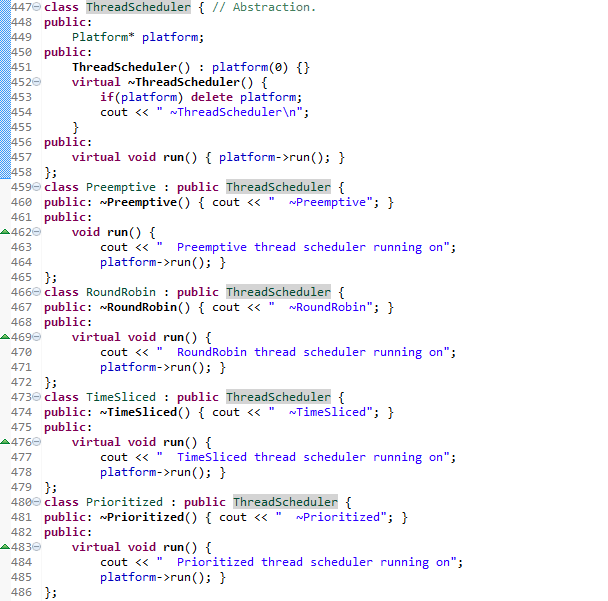 447 class ThreadScheduler { // Abstraction.
448 public:
449     Platform* platform;
450 public:
451     ThreadScheduler() : platform(0) {}
452     virtual ~ThreadScheduler() {
453         if(platform) delete platform;
454         cout << " ~ThreadScheduler\n";
455     }
456 public:
457     virtual void run() { platform->run(); }
458 };
459 class Preemptive : public ThreadScheduler {
460 public: ~Preemptive() { cout << "  ~Preemptive"; }
461 public:
462     void run() {
463         cout << "  Preemptive thread scheduler running on";
464         platform->run(); }
465 };
466 class RoundRobin : public ThreadScheduler {
467 public: ~RoundRobin() { cout << "  ~RoundRobin"; }
468 public:
469     virtual void run() {
470         cout << "  RoundRobin thread scheduler running on";
471         platform->run(); }
472 };
473 class TimeSliced : public ThreadScheduler {
474 public: ~TimeSliced() { cout << "  ~TimeSliced"; }
475 public:
476     virtual void run() {
477         cout << "  TimeSliced thread scheduler running on";
478         platform->run(); }
479 };
480 class Prioritized : public ThreadScheduler {
481 public: ~Prioritized() { cout << "  ~Prioritized"; }
482 public:
483     virtual void run() {
484         cout << "  Prioritized thread scheduler running on";
485         platform->run(); }
486 };